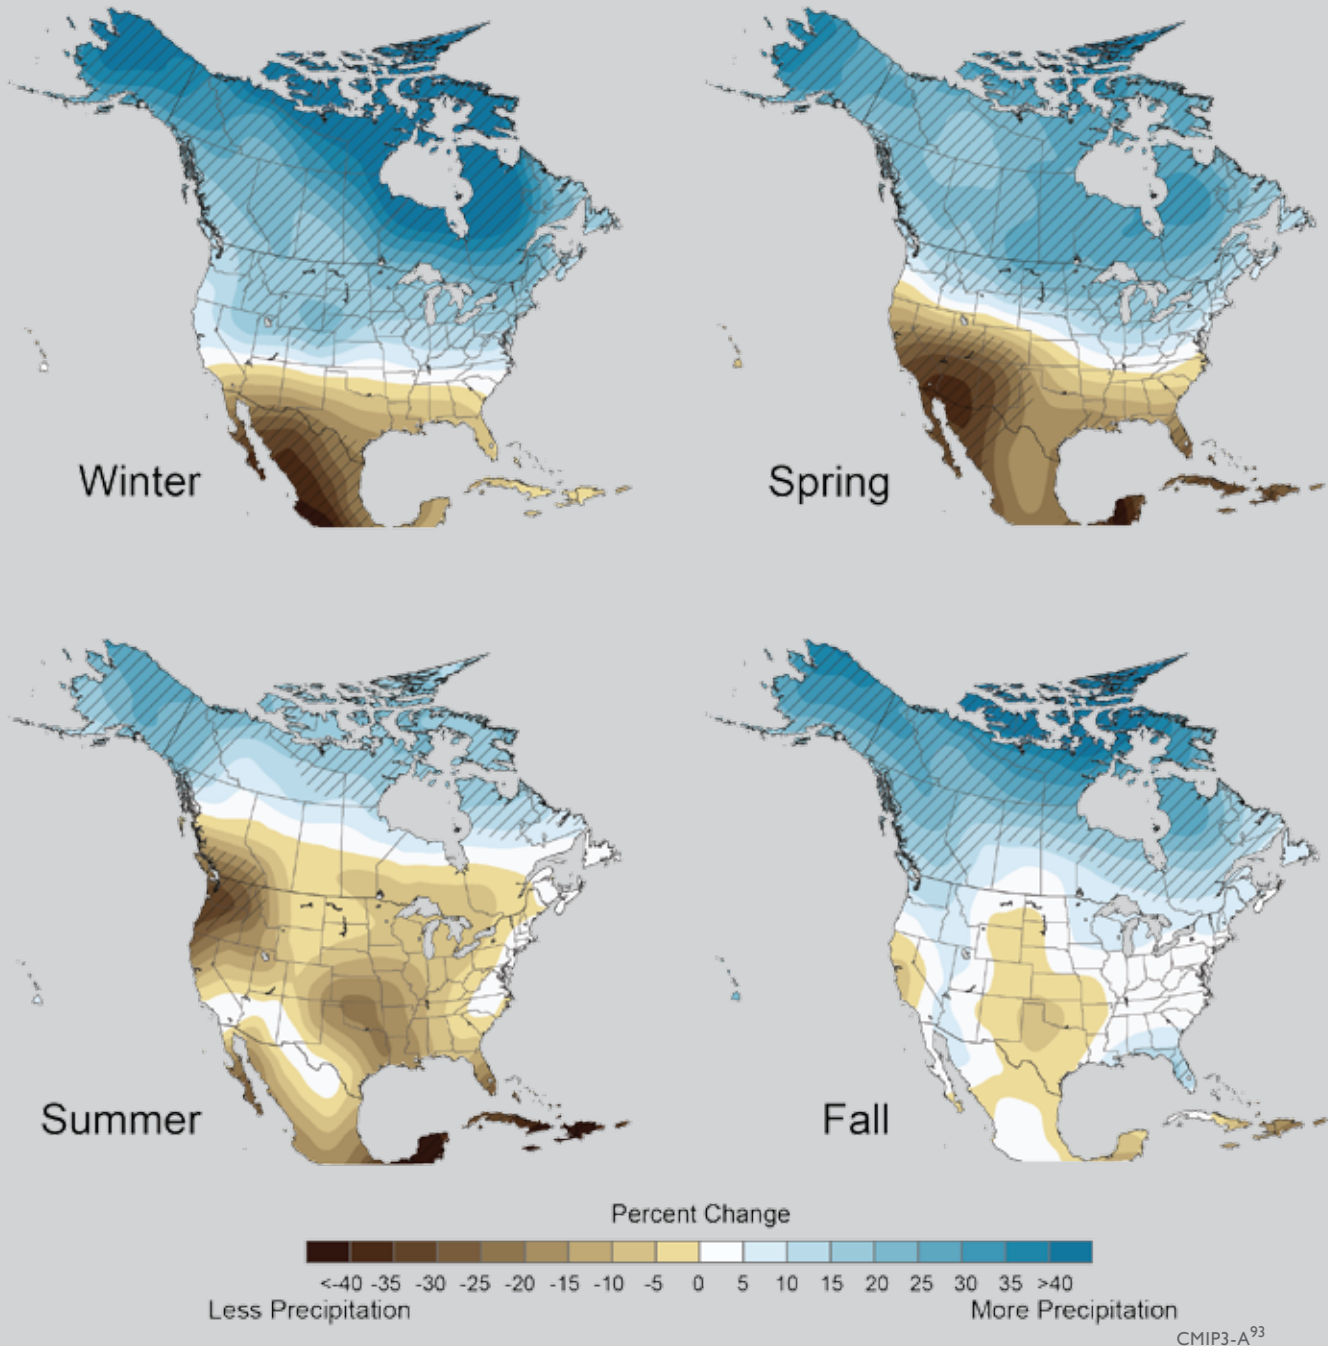 Winter
Spring
Summer
Fall
Percent Change
<-40 -35 -30 -25 -20 -15 -10 -5 0 5 10 15 20 25 30 35 >40
Less Precipitation
More Precipitation
CMIP3-A93